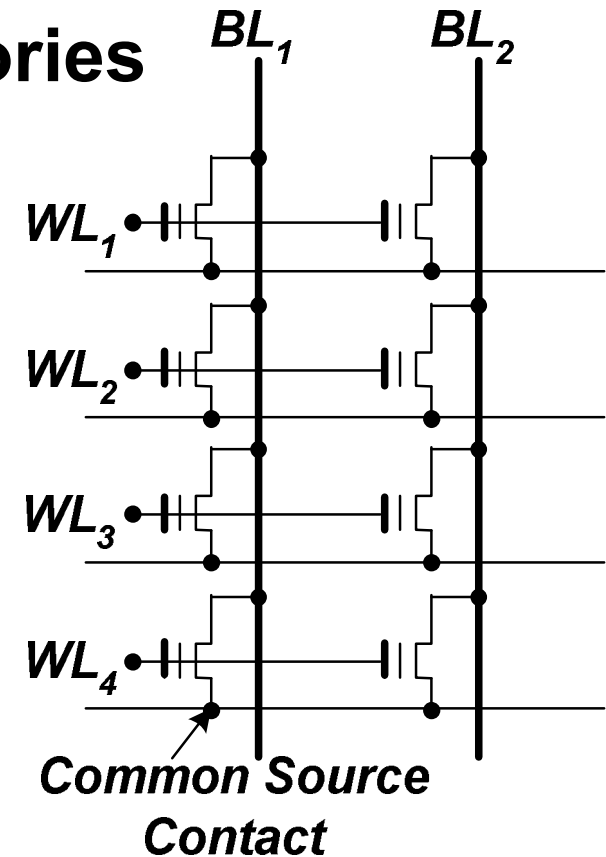 ories
BL₁ BL₂
WL₁
WL₂
WL₃
WL₄
Common Source
Contact